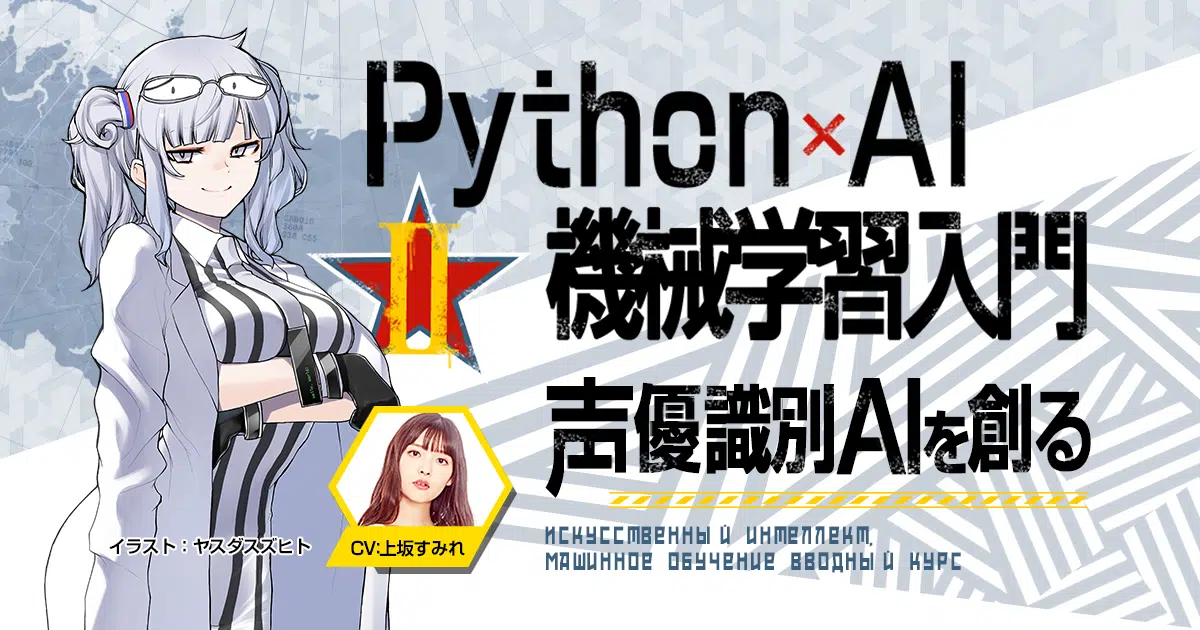 Python×AI
II
機械学習入門
声優識別AIを創る
ИСКУССТВЕННЫЙ ИНТЕЛЛЕКТ,
МАШИННОЕ ОБУЧЕНИЕ ВВОДНЫЙ КУРС
イラスト：ヤスダスズヒト
CV:上坂すみれ